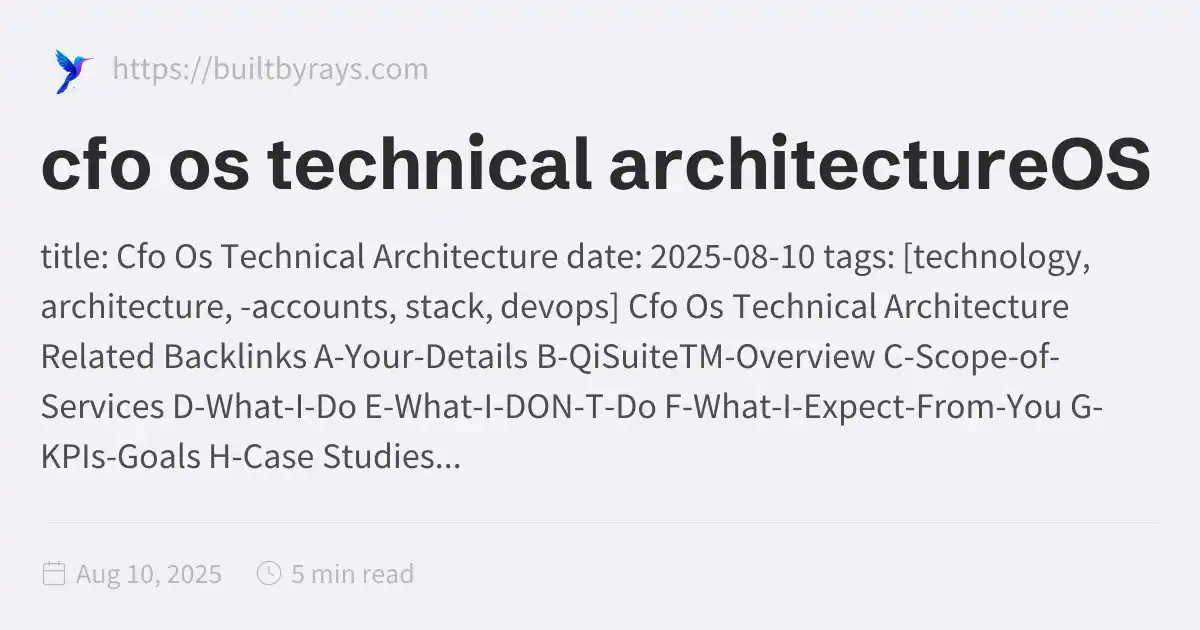 https://builtbyrays.com
cfo os technical architectureOS
title: Cfo Os Technical Architecture date: 2025-08-10 tags: [technology,
architecture, -accounts, stack, devops] Cfo Os Technical Architecture
Related Backlinks A-Your-Details B-QiSuiteTM-Overview C-Scope-of-
Services D-What-I-Do E-What-I-DON-T-Do F-What-I-Expect-From-You G-
KPIs-Goals H-Case Studies...
Aug 10, 2025 5 min read